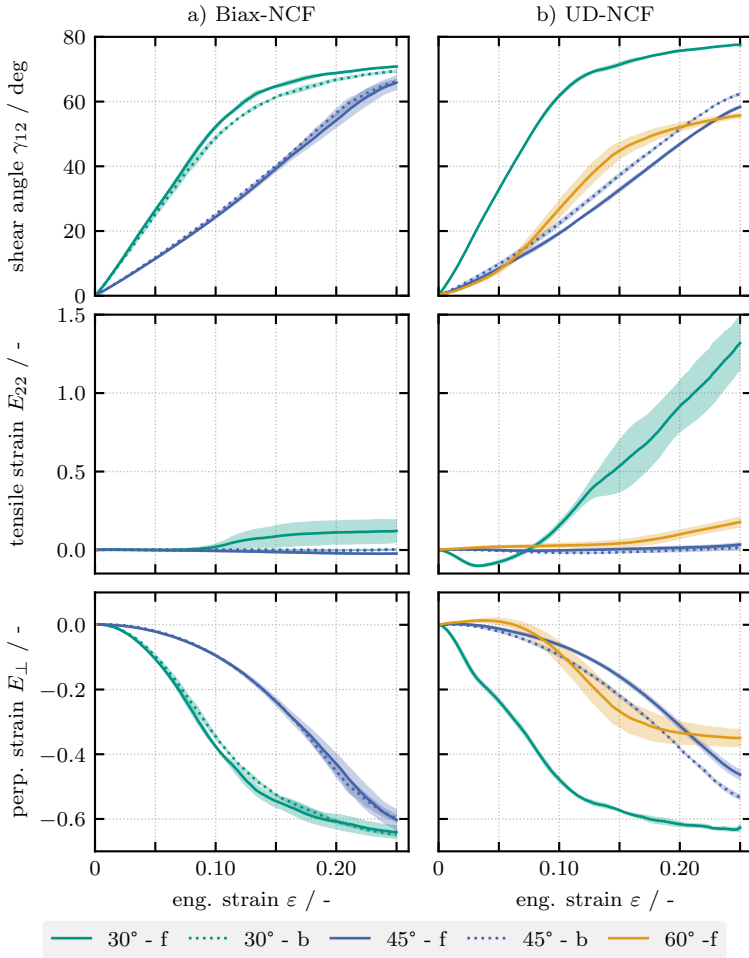 a) Biax-NCF
b) UD-NCF
shear angle γ12 / deg
80
60
40
20
0
tensile strain E22 / -
1.5
1.0
0.5
0.0
perp. strain E⊥ / -
0.0
−0.2
−0.4
−0.6
0 0.10 0.20
0 0.10 0.20
eng. strain ε / -
eng. strain ε / -
30° - f 30° - b 45° - f 45° - b 60° -f